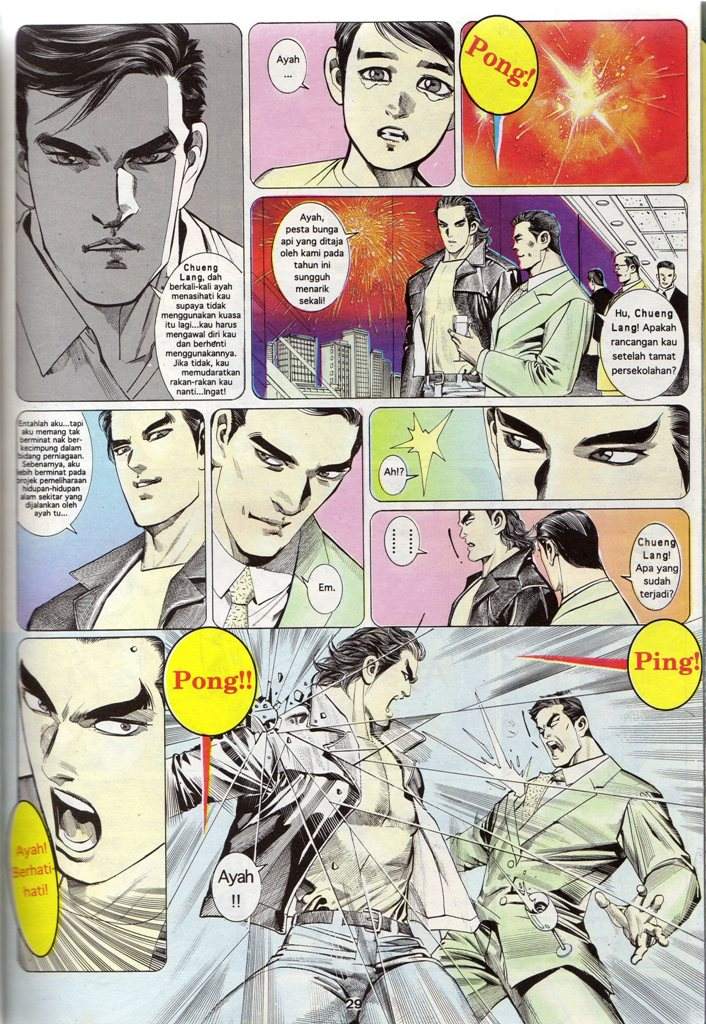 Chueng
Lang, dah
berkali-kali ayah
menasihati kau
supaya tidak
menggunakan kuasa
itu lagi...kau harus
mengawal diri kau
dan berhenti
menggunakannya.
Jika tidak, kau
memudaratkan
rakan-rakan kau
nanti...Ingat!
Ayah
...
Pong!
Ayah,
pesta bunga
api yang ditaja
oleh kami pada
tahun ini
sungguh
menarik
sekali!
Hu, Chueng
Lang! Apakah
rancangan kau
setelah tamat
persekolahan?
Entahlah aku...tapi
aku memang tak
berminat nak ber-
kecimpung dalam
bidang perniagaan.
Sebenarnya, aku
lebih berminat pada
projek pemeliharaan
hidupan-hidupan
alam sekitar yang
dijalankan oleh
ayah tu...
Em.
Ah!?
Chueng
Lang!
Apa yang
sudah
terjadi?
Ayah!
Berhati-
hati!
Pong!!
Ping!
Ayah
!!
29